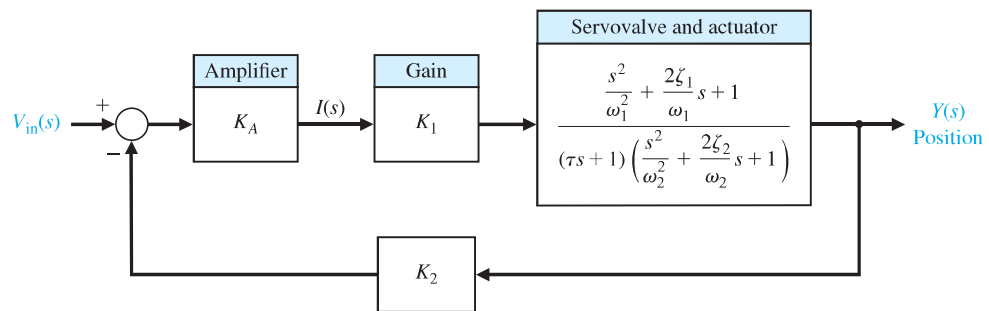 Servovalve and actuator
Amplifier
Gain
V_in(s)
+
−
K_A
I(s)
K_1
s^2/ω_1^2 + 2ζ_1/ω_1 s + 1
(τs + 1) (s^2/ω_2^2 + 2ζ_2/ω_2 s + 1)
Y(s)
Position
K_2